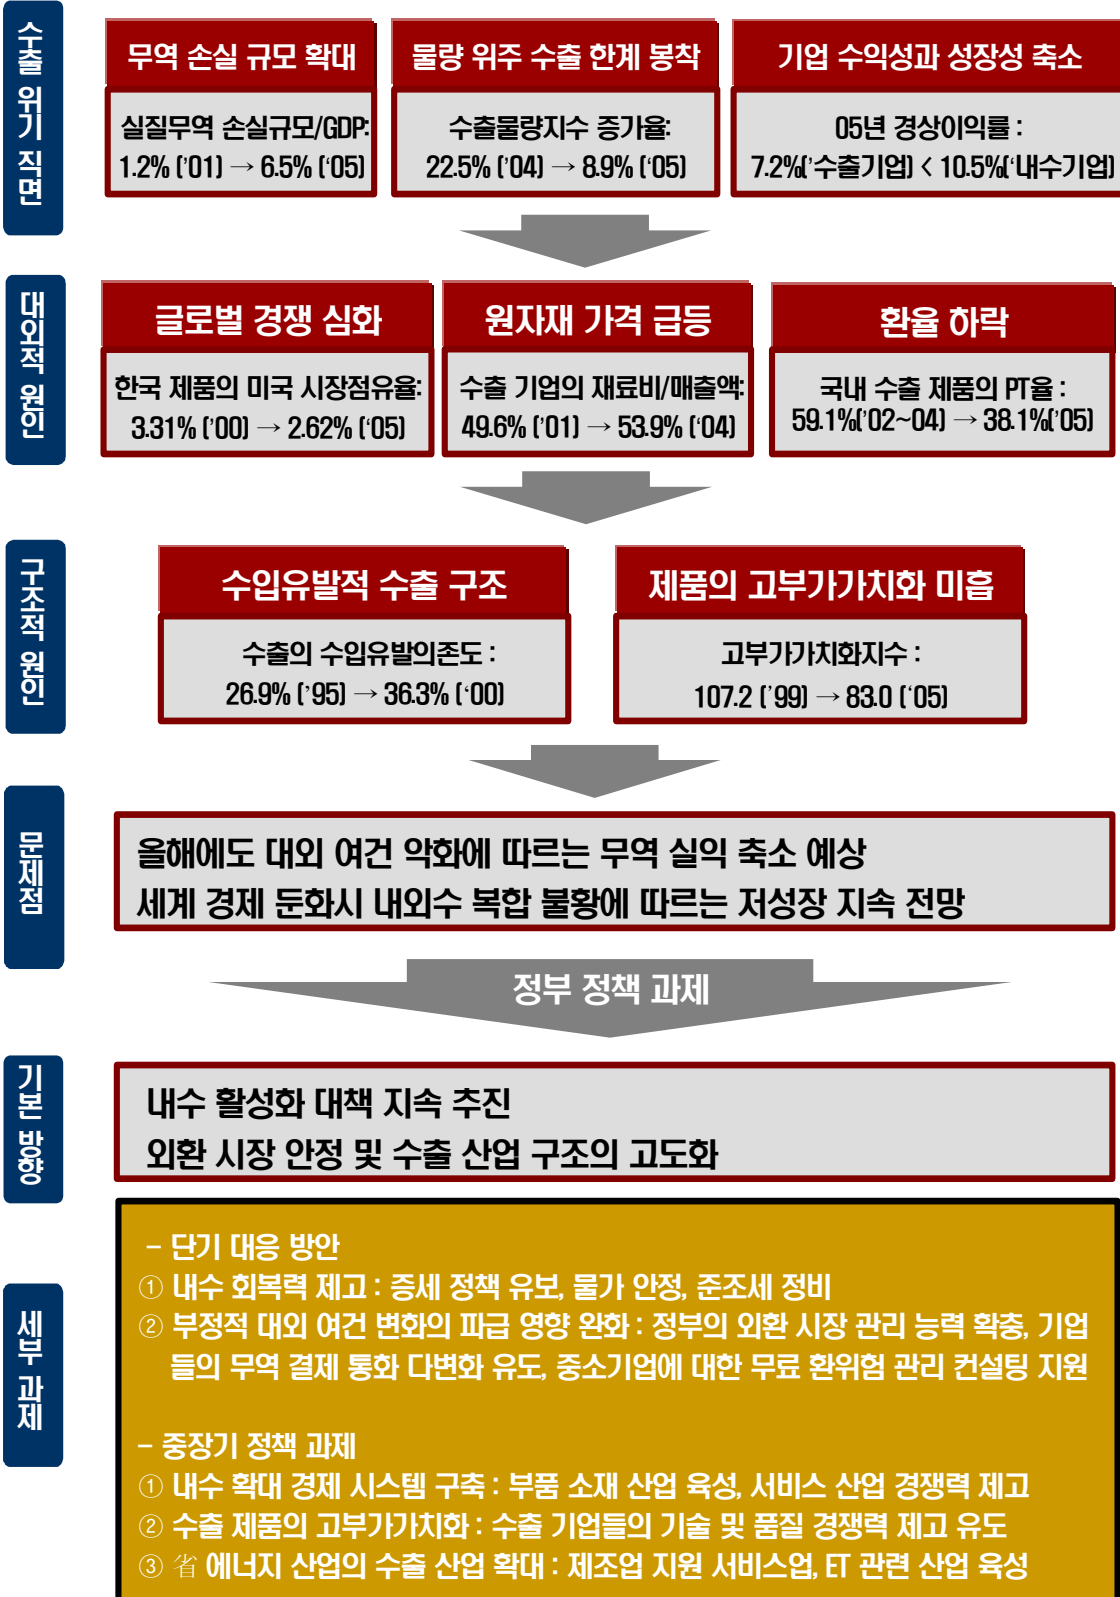 수출 위기 직면
무역 손실 규모 확대
물량 위주 수출 한계 봉착
기업 수익성과 성장성 축소
실질무역 손실규모/GDP:
1.2% ('01) → 6.5% (‘05)
수출물량지수 증가율:
22.5% ('04) → 8.9% (‘05)
05년 경상이익률 :
7.2%(’수출기업) < 10.5%(‘내수기업)
대외적 원인
글로벌 경쟁 심화
원자재 가격 급등
환율 하락
한국 제품의 미국 시장점유율:
3.31% (’00) → 2.62% (‘05)
수출 기업의 재료비/매출액:
49.6% (’01) → 53.9% (‘04)
국내 수출 제품의 PT율 :
59.1%(’02~04) → 38.1%(’05)
구조적 원인
수입유발적 수출 구조
제품의 고부가가치화 미흡
수출의 수입유발의존도 :
26.9% (’95) → 36.3% (‘00)
고부가가치화지수 :
107.2 (’99) → 83.0 (‘05)
문제점
올해에도 대외 여건 악화에 따르는 무역 실익 축소 예상
세계 경제 둔화시 내외수 복합 불황에 따르는 저성장 지속 전망
정부 정책 과제
기본 방향
내수 활성화 대책 지속 추진
외환 시장 안정 및 수출 산업 구조의 고도화
세부 과제
- 단기 대응 방안
① 내수 회복력 제고 : 증세 정책 유보, 물가 안정, 준조세 정비
② 부정적 대외 여건 변화의 파급 영향 완화 : 정부의 외환 시장 관리 능력 확충, 기업
들의 무역 결제 통화 다변화 유도, 중소기업에 대한 무료 환위험 관리 컨설팅 지원
- 중장기 정책 과제
① 내수 확대 경제 시스템 구축 : 부품 소재 산업 육성, 서비스 산업 경쟁력 제고
② 수출 제품의 고부가가치화 : 수출 기업들의 기술 및 품질 경쟁력 제고 유도
③ 省 에너지 산업의 수출 산업 확대 : 제조업 지원 서비스업, ET 관련 산업 육성